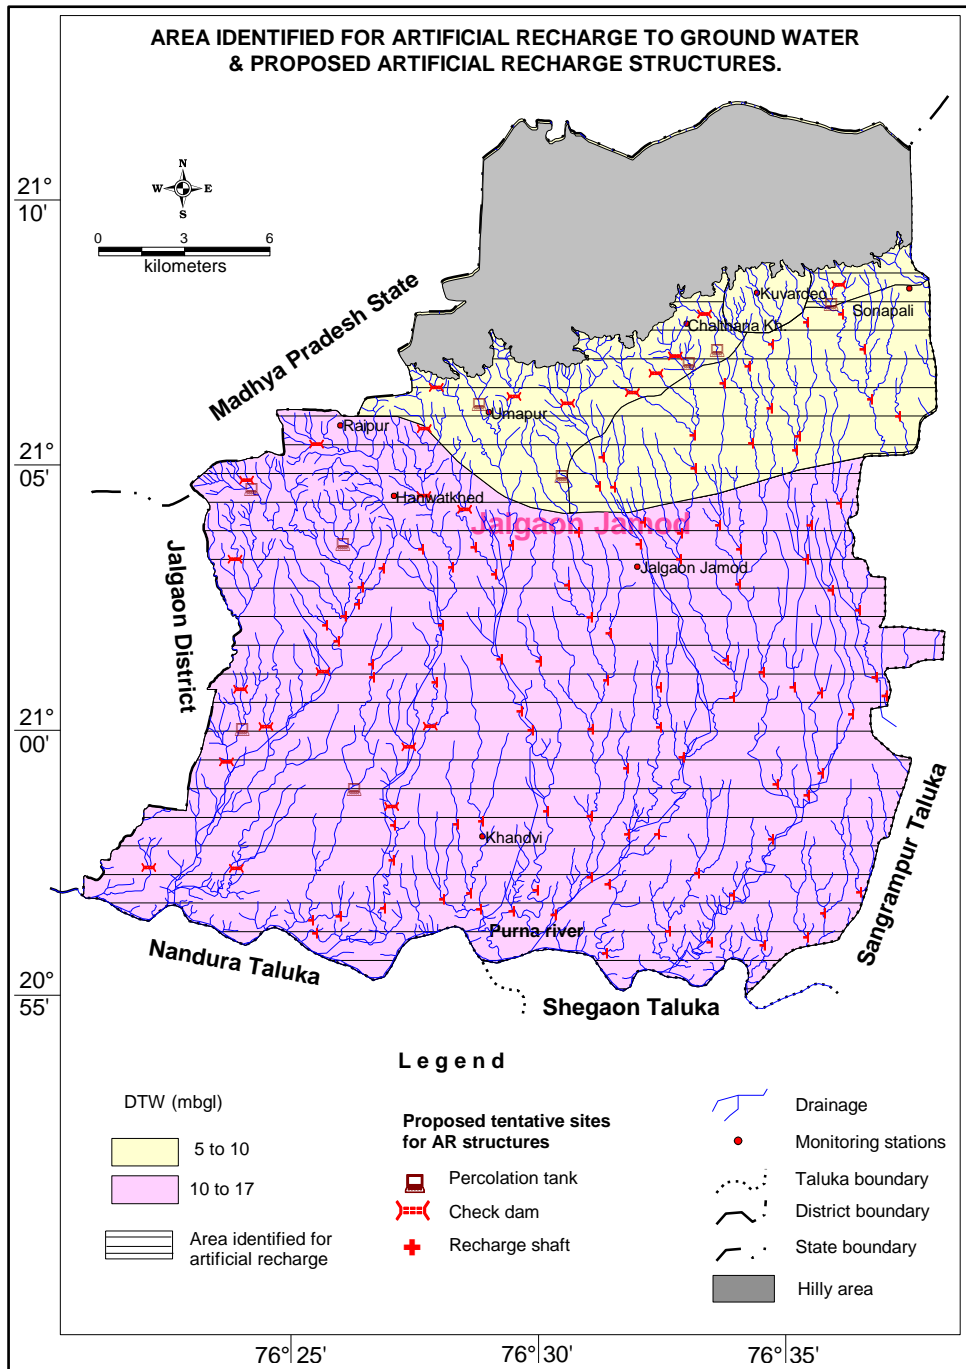 AREA IDENTIFIED FOR ARTIFICIAL RECHARGE TO GROUND WATER
& PROPOSED ARTIFICIAL RECHARGE STRUCTURES.
21°
10'
N
W E
S
0 3 6
kilometers
Madhya Pradesh State
Kuvardeo
Sonapali
Chalthana Kh.
Umapur
Rajpur
21°
05'
Hanwatkhed
Jalgaon Jamod
Jalgaon Jamod
Jalgaon District
21°
00'
Sangrampur Taluka
Khandvi
Purna river
Nandura Taluka
20°
55'
Shegaon Taluka
Legend
DTW (mbgl)
5 to 10
10 to 17
Area identified for
artificial recharge
Proposed tentative sites
for AR structures
Percolation tank
Check dam
Recharge shaft
Drainage
Monitoring stations
Taluka boundary
District boundary
State boundary
Hilly area
76° 25' 76° 30' 76° 35'